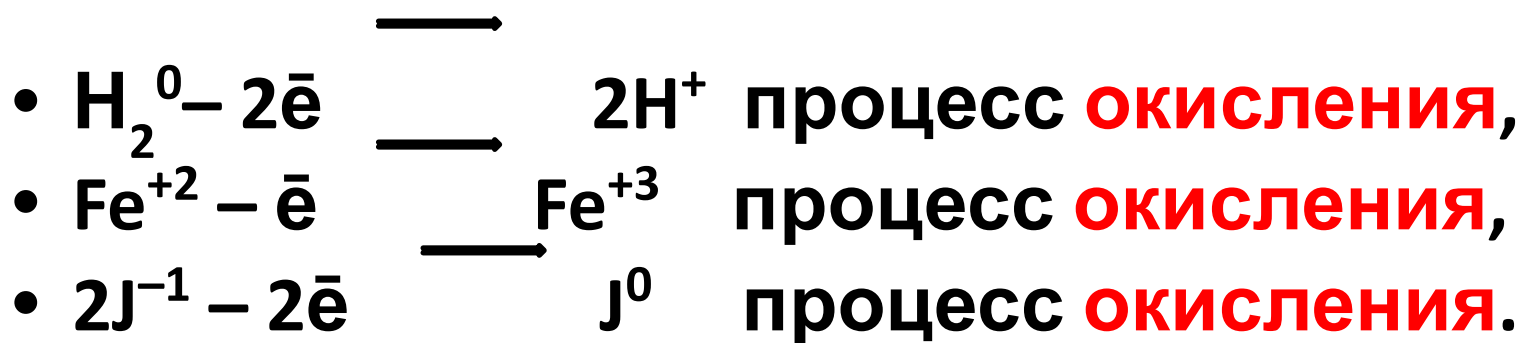 • H₂⁰– 2ē → 2H⁺ процесс окисления,
• Fe⁺² – ē → Fe⁺³ процесс окисления,
• 2J⁻¹ – 2ē → J⁰ процесс окисления.